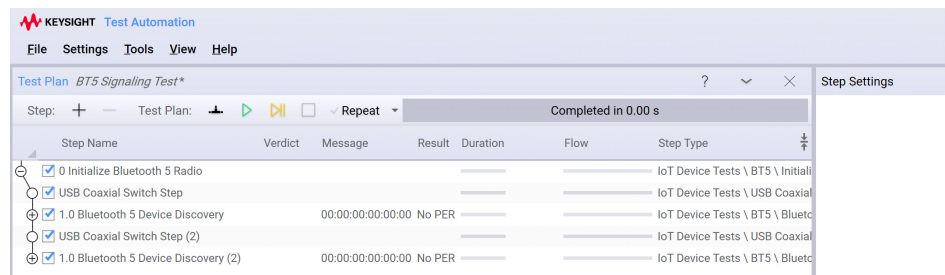 KEYSIGHT Test Automation
File Settings Tools View Help
Test Plan BT5 Signaling Test* ? Step Settings
Step: Test Plan: Repeat Completed in 0.00 s
Step Name Verdict Message Result Duration Flow Step Type
0 Initialize Bluetooth 5 Radio IoT Device Tests \ BT5 \ Initiali
USB Coaxial Switch Step IoT Device Tests \ USB Coaxial
1.0 Bluetooth 5 Device Discovery 00:00:00:00:00:00 No PER IoT Device Tests \ BT5 \ Blueto
USB Coaxial Switch Step (2) IoT Device Tests \ USB Coaxial
1.0 Bluetooth 5 Device Discovery (2) 00:00:00:00:00:00 No PER IoT Device Tests \ BT5 \ Blueto